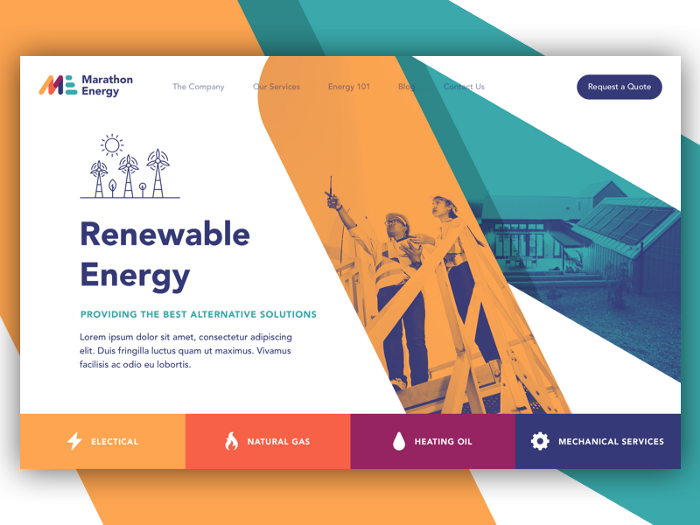 Marathon
Energy
The Company
Our Services
Energy 101
Blog
Contact Us
Request a Quote
Renewable
Energy
PROVIDING THE BEST ALTERNATIVE SOLUTIONS
Lorem ipsum dolor sit amet, consectetur adipiscing
elit. Duis fringilla luctus quam ut maximus. Vivamus
facilisis ac odio eu lobortis.
ELECTICAL
NATURAL GAS
HEATING OIL
MECHANICAL SERVICES